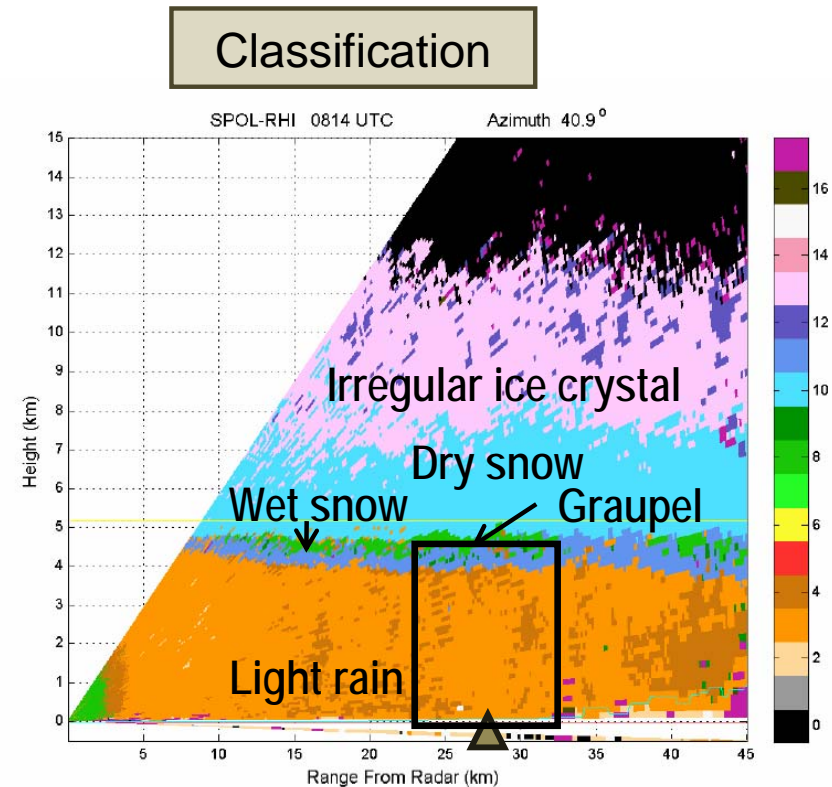 Classification
SPOL-RHI 0814 UTC Azimuth 40.9 o
15
14
13
12
11
10
9
8
7
6
5
4
3
2
1
0
Height (km)
Irregular ice crystal
Dry snow
Wet snow Graupel
Light rain
5 10 15 20 25 30 35 40 45
Range From Radar (km)
16
14
12
10
8
6
4
2
0